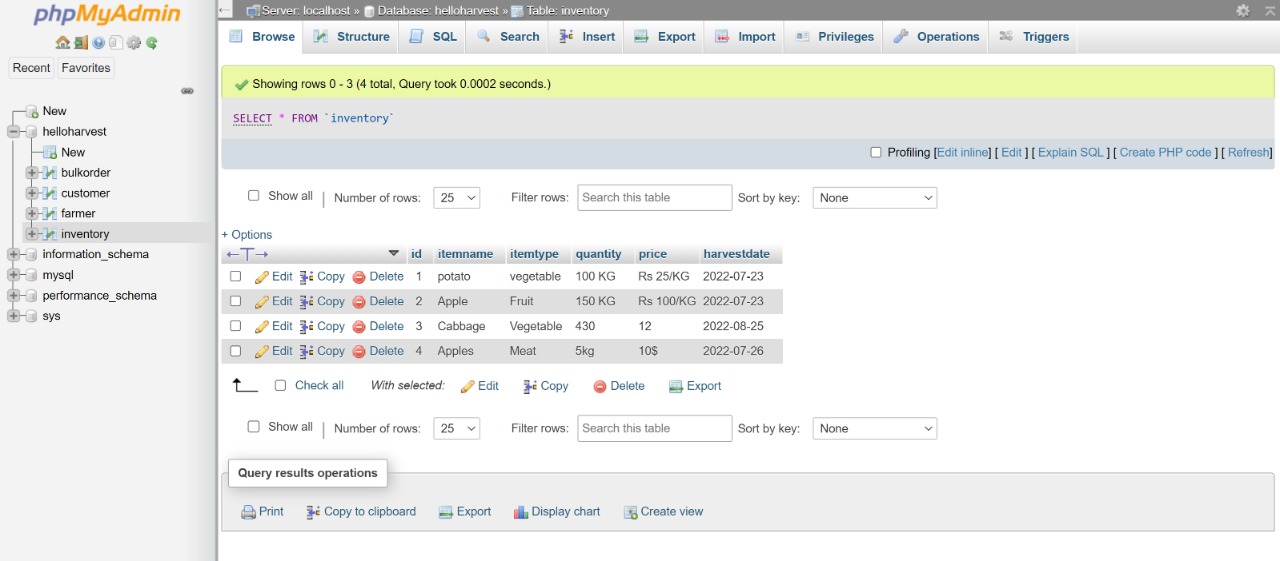 phpMyAdmin
Recent Favorites
New
helloharvest
New
bulkorder
customer
farmer
inventory
information_schema
mysql
performance_schema
sys
Server: localhost » Database: helloharvest » Table: inventory
Browse Structure SQL Search Insert Export Import Privileges Operations Triggers
Showing rows 0 - 3 (4 total, Query took 0.0002 seconds.)
SELECT * FROM `inventory`
Profiling [Edit inline] [ Edit ] [ Explain SQL ] [ Create PHP code ] [ Refresh]
Show all | Number of rows: 25 Filter rows: Search this table Sort by key: None
+ Options
←T→ id itemname itemtype quantity price harvestdate
Edit Copy Delete 1 potato vegetable 100 KG Rs 25/KG 2022-07-23
Edit Copy Delete 2 Apple Fruit 150 KG Rs 100/KG 2022-07-23
Edit Copy Delete 3 Cabbage Vegetable 430 12 2022-08-25
Edit Copy Delete 4 Apples Meat 5kg 10$ 2022-07-26
Check all With selected: Edit Copy Delete Export
Show all | Number of rows: 25 Filter rows: Search this table Sort by key: None
Query results operations
Print Copy to clipboard Export Display chart Create view